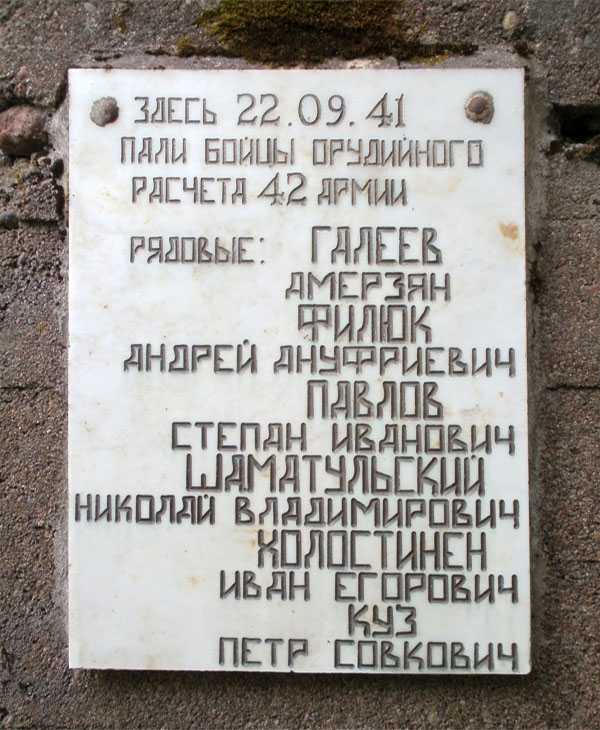 ЗДЕСЬ 22.09.41
ПАЛИ БОЙЦЫ ОРУДИЙНОГО
РАСЧЕТА 42 АРМИИ
РЯДОВЫЕ: ГАЛЕЕВ
АМЕРЗЯН
ФИЛЮК
АНДРЕЙ АНУФРИЕВИЧ
ПАВЛОВ
СТЕПАН ИВАНОВИЧ
ШАМАТУЛЬСКИЙ
НИКОЛАЙ ВЛАДИМИРОВИЧ
ХОЛОСТИНЕН
ИВАН ЕГОРОВИЧ
КУЗ
ПЕТР СОВКОВИЧ